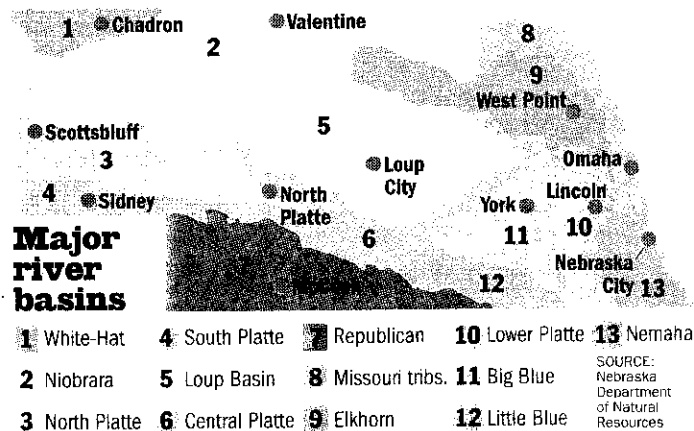 1 Chadron Valentine
2
8
9
West Point
Scottsbluff
5
3
Loup City
Omaha
4 Sidney
North Platte
York
Lincoln
11
10
6
Nebraska City
13
12
Major river basins
1 White-Hat 4 South Platte 7 Republican 10 Lower Platte 13 Nemaha
2 Niobrara 5 Loup Basin 8 Missouri tribs. 11 Big Blue
3 North Platte 6 Central Platte 9 Elkhorn 12 Little Blue
SOURCE:
Nebraska
Department
of Natural
Resources